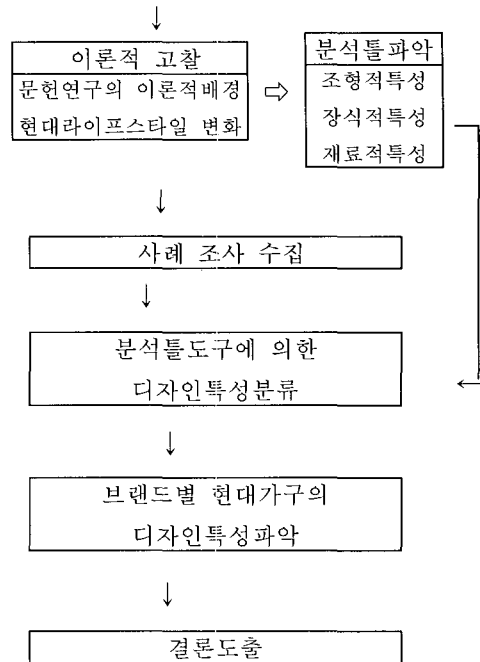 이론적 고찰
문헌연구의 이론적배경
현대라이프스타일 변화
분석틀파악
조형적특성
장식적특성
재료적특성
사례 조사 수집
분석틀도구에 의한
디자인특성분류
브랜드별 현대가구의
디자인특성파악
결론도출